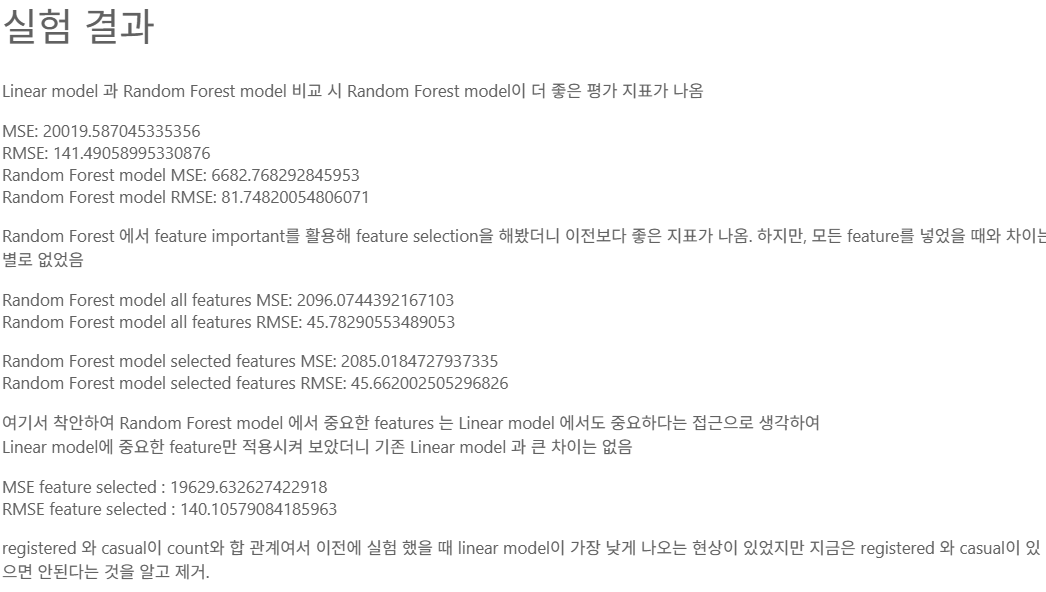 실험 결과
Linear model 과 Random Forest model 비교 시 Random Forest model이 더 좋은 평가 지표가 나옴
MSE: 20019.587045335356
RMSE: 141.49058995330876
Random Forest model MSE: 6682.768292845953
Random Forest model RMSE: 81.74820054806071
Random Forest 에서 feature important를 활용해 feature selection을 해봤더니 이전보다 좋은 지표가 나옴. 하지만, 모든 feature를 넣었을 때와 차이는
별로 없었음
Random Forest model all features MSE: 2096.0744392167103
Random Forest model all features RMSE: 45.78290553489053
Random Forest model selected features MSE: 2085.0184727937335
Random Forest model selected features RMSE: 45.662002505296826
여기서 착안하여 Random Forest model 에서 중요한 features 는 Linear model 에서도 중요하다는 접근으로 생각하여
Linear model에 중요한 feature만 적용시켜 보았더니 기존 Linear model 과 큰 차이는 없음
MSE feature selected : 19629.632627422918
RMSE feature selected : 140.10579084185963
registered 와 casual이 count와 합 관계여서 이전에 실험 했을 때 linear model이 가장 낮게 나오는 현상이 있었지만 지금은 registered 와 casual이 있
으면 안된다는 것을 알고 제거.